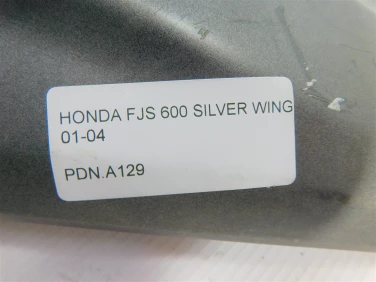 HONDA FJS 600 SILVER WING
01-04
PDN.A129